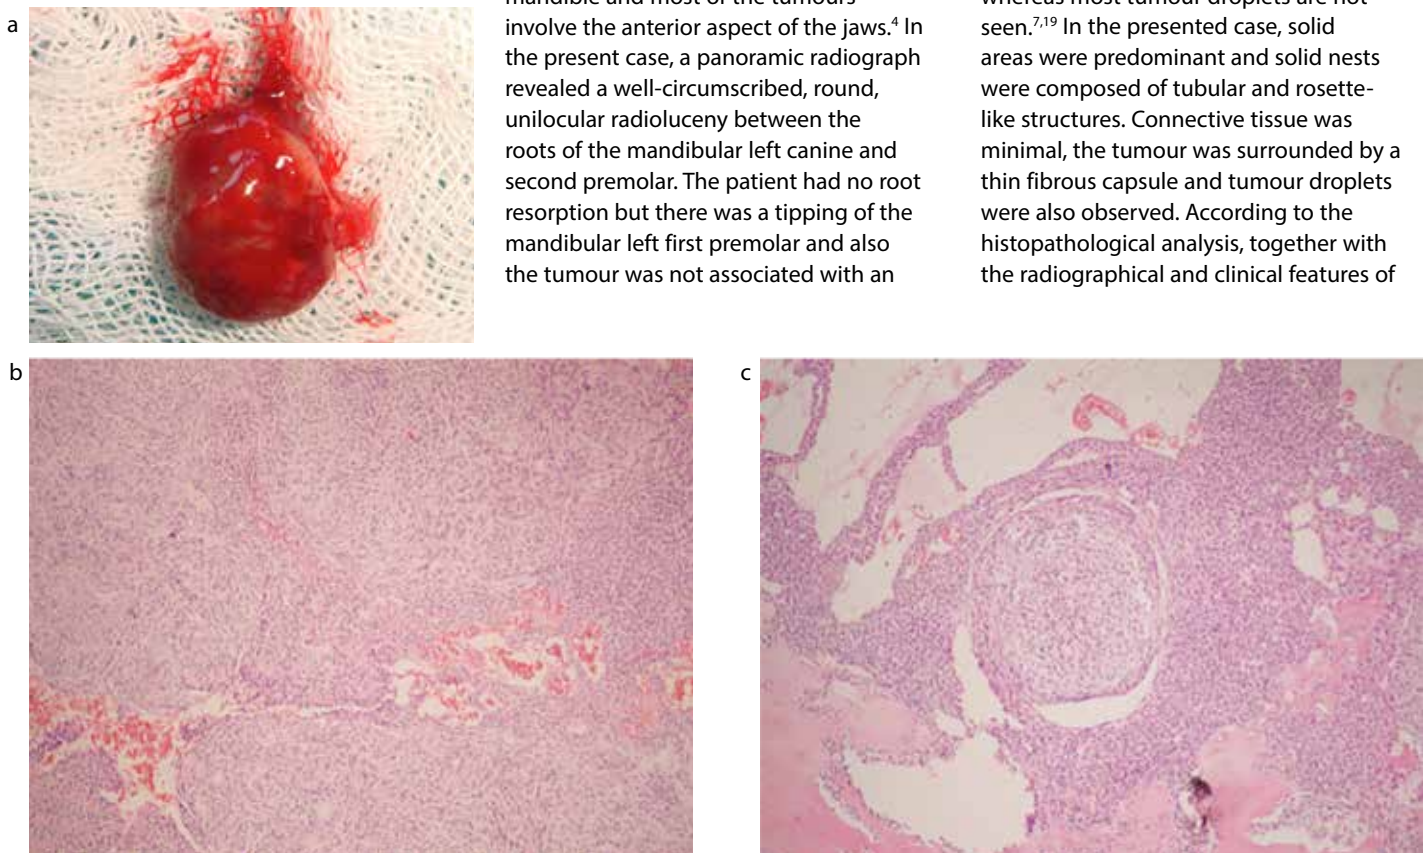 a
mandible and most of the tumours
involve the anterior aspect of the jaws.⁴ In
the present case, a panoramic radiograph
revealed a well-circumscribed, round,
unilocular radioluceny between the
roots of the mandibular left canine and
second premolar. The patient had no root
resorption but there was a tipping of the
mandibular left first premolar and also
the tumour was not associated with an
whereas most tumour droplets are not
seen.⁷,¹⁹ In the presented case, solid
areas were predominant and solid nests
were composed of tubular and rosette-
like structures. Connective tissue was
minimal, the tumour was surrounded by a
thin fibrous capsule and tumour droplets
were also observed. According to the
histopathological analysis, together with
the radiographical and clinical features of
b
c